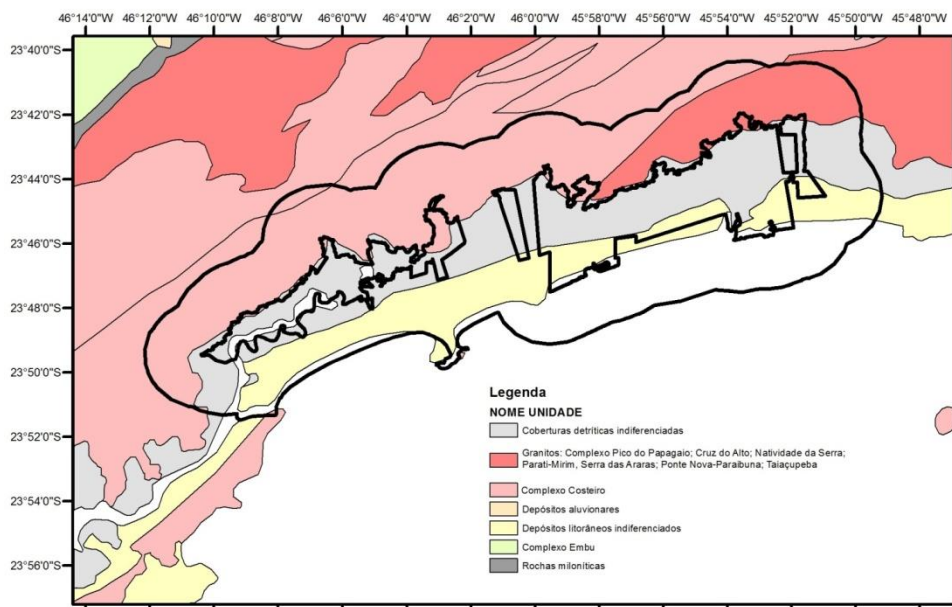 46°14'0"W 46°12'0"W 46°10'0"W 46°8'0"W 46°6'0"W 46°4'0"W 46°2'0"W 46°0'0"W 45°58'0"W 45°56'0"W 45°54'0"W 45°52'0"W 45°50'0"W 45°48'0"W
23°40'0"S
23°42'0"S
23°44'0"S
23°46'0"S
23°48'0"S
23°50'0"S
23°52'0"S
23°54'0"S
23°56'0"S
Legenda
NOME UNIDADE
Coberturas detríticas indiferenciadas
Granitos: Complexo Pico do Papagaio; Cruz do Alto; Natividade da Serra;
Parati-Mirim, Serra das Araras; Ponte Nova-Paraibuna; Taiaçupeba
Complexo Costeiro
Depósitos aluvionares
Depósitos litorâneos indiferenciados
Complexo Embu
Rochas miloníticas